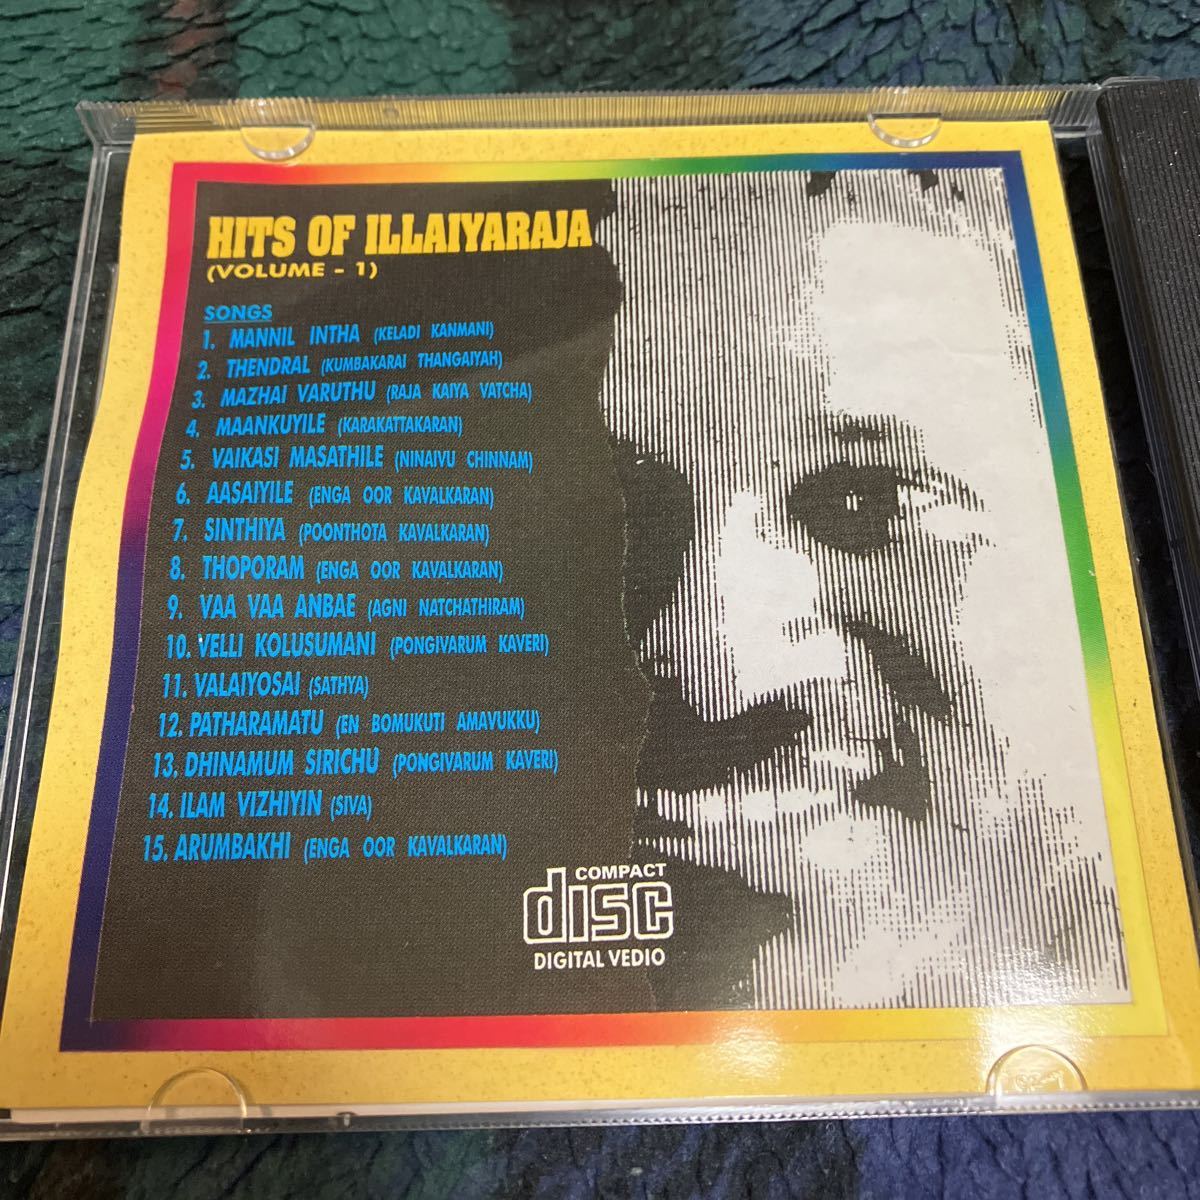 HITS OF ILLAIYARAJA
(VOLUME - 1)
SONGS
1. MANNIL INTHA (KELADI KANMANI)
2. THENDRAL (KUMBAKARAI THANGAIYAH)
3. MAZHAI VARUTHU (RAJA KAIYA VATCHA)
4. MAANKUYILE (KARAKATTAKARAN)
5. VAIKASI MASATHILE (NINAIVU CHINNAM)
6. AASAIYILE (ENGA OOR KAVALKARAN)
7. SINTHIYA (POONTHOTA KAVALKARAN)
8. THOPORAM (ENGA OOR KAVALKARAN)
9. VAA VAA ANBAE (AGNI NATCHATHIRAM)
10. VELLI KOLUSUMANI (PONGIVARUM KAVERI)
11. VALAIYOSAI (SATHYA)
12. PATHARAMATU (EN BOMUKUTI AMAVUKKU)
13. DHINAMUM SIRICHU (PONGIVARUM KAVERI)
14. ILAM VIZHIYIN (SIVA)
15. ARUMBAKHI (ENGA OOR KAVALKARAN)
COMPACT
disc
DIGITAL VEDIO